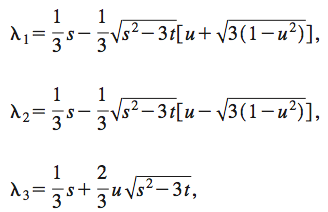 λ₁=1/3 s−1/3 √(s²−3t)[u+√(3(1−u²))],
λ₂=1/3 s−1/3 √(s²−3t)[u−√(3(1−u²))],
λ₃=1/3 s+2/3 u√(s²−3t),